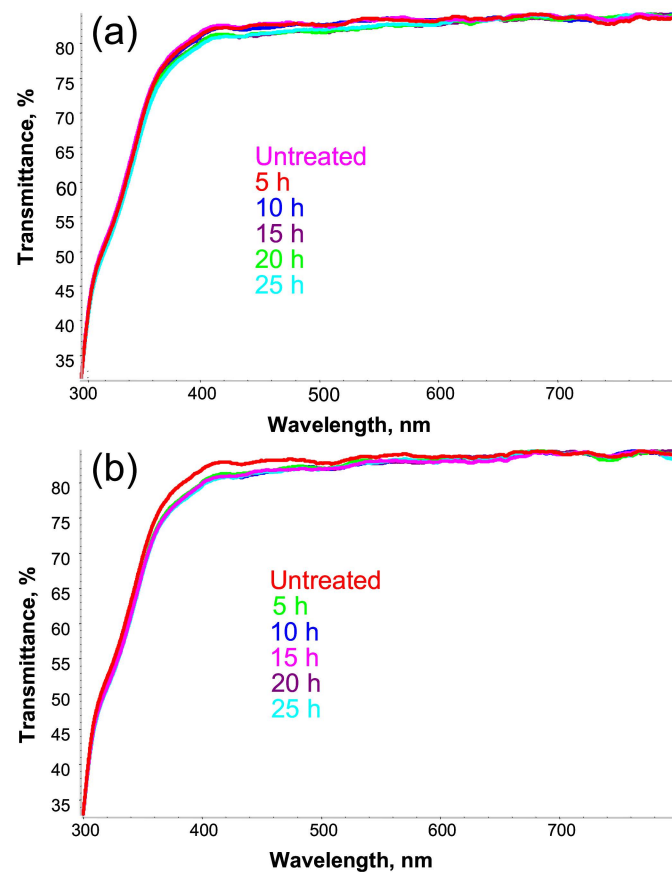 (a)
Transmittance, %
80
75
70
65
60
55
50
45
40
35
Untreated
5 h
10 h
15 h
20 h
25 h
300
400
500
600
700
Wavelength, nm
(b)
Transmittance, %
80
75
70
65
60
55
50
45
40
35
Untreated
5 h
10 h
15 h
20 h
25 h
300
400
500
600
700
Wavelength, nm